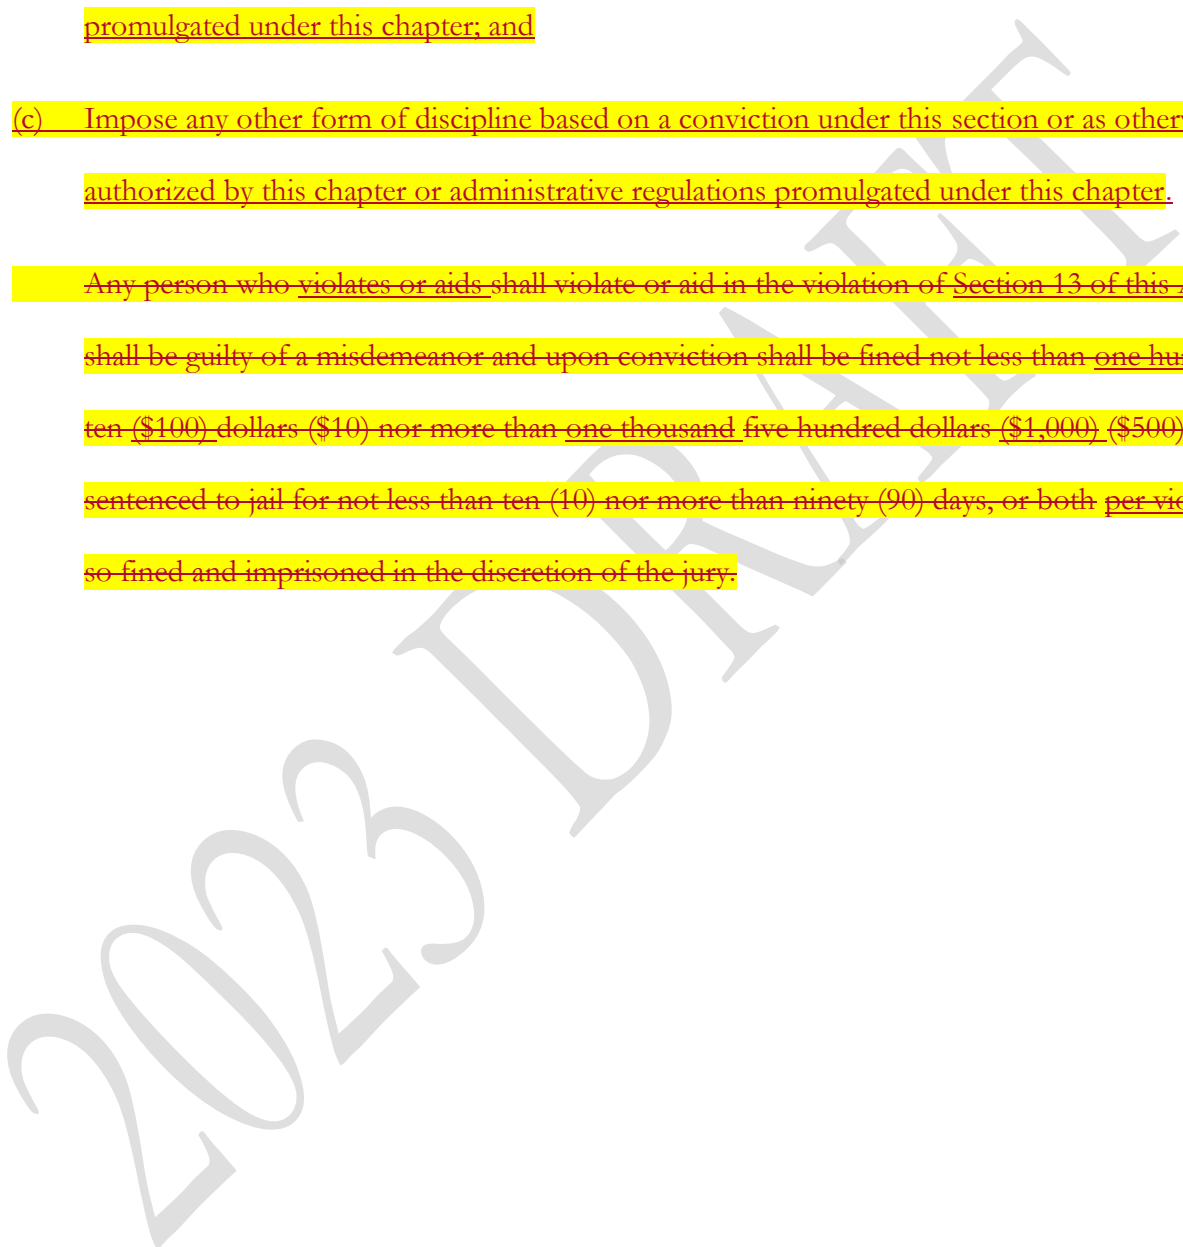 promulgated under this chapter; and
(c) Impose any other form of discipline based on a conviction under this section or as
authorized by this chapter or administrative regulations promulgated under this chapter.
Any person who violates or aids shall violate or aid in the violation of Section 13 of this
shall be guilty of a misdemeanor and upon conviction shall be fined not less than one
ten ($100) dollars ($10) nor more than one thousand five hundred dollars ($1,000) ($500)
sentenced to jail for not less than ten (10) nor more than ninety (90) days, or both per
so fined and imprisoned in the discretion of the jury.
2023 DRAFT